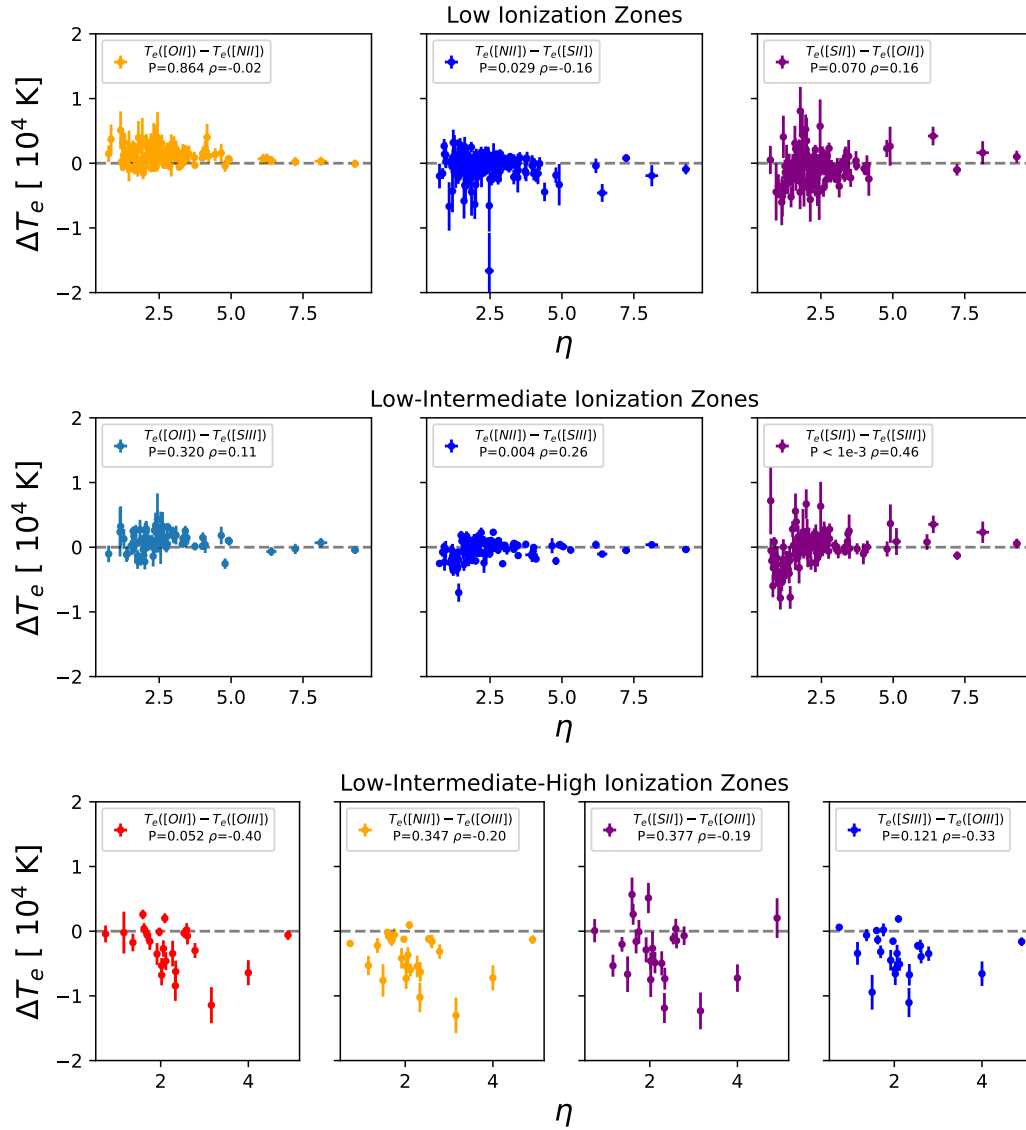 Low Ionization Zones
T_e([OII]) − T_e([NII])
P=0.864 ρ=-0.02
T_e([NII]) − T_e([SII])
P=0.029 ρ=-0.16
T_e([SII]) − T_e([OII])
P=0.070 ρ=0.16
ΔT_e [ 10^4 K]
2
1
0
−1
−2
2.5 5.0 7.5
2.5 5.0 7.5
2.5 5.0 7.5
η
Low-Intermediate Ionization Zones
T_e([OII]) − T_e([SIII])
P=0.320 ρ=0.11
T_e([NII]) − T_e([SIII])
P=0.004 ρ=0.26
T_e([SII]) − T_e([SIII])
P < 1e-3 ρ=0.46
ΔT_e [ 10^4 K]
2
1
0
−1
−2
2.5 5.0 7.5
2.5 5.0 7.5
2.5 5.0 7.5
η
Low-Intermediate-High Ionization Zones
T_e([OII]) − T_e([OIII])
P=0.052 ρ=-0.40
T_e([NII]) − T_e([OIII])
P=0.347 ρ=-0.20
T_e([SII]) − T_e([OIII])
P=0.377 ρ=-0.19
T_e([SIII]) − T_e([OIII])
P=0.121 ρ=-0.33
ΔT_e [ 10^4 K]
2
1
0
−1
−2
2 4
2 4
2 4
2 4
η